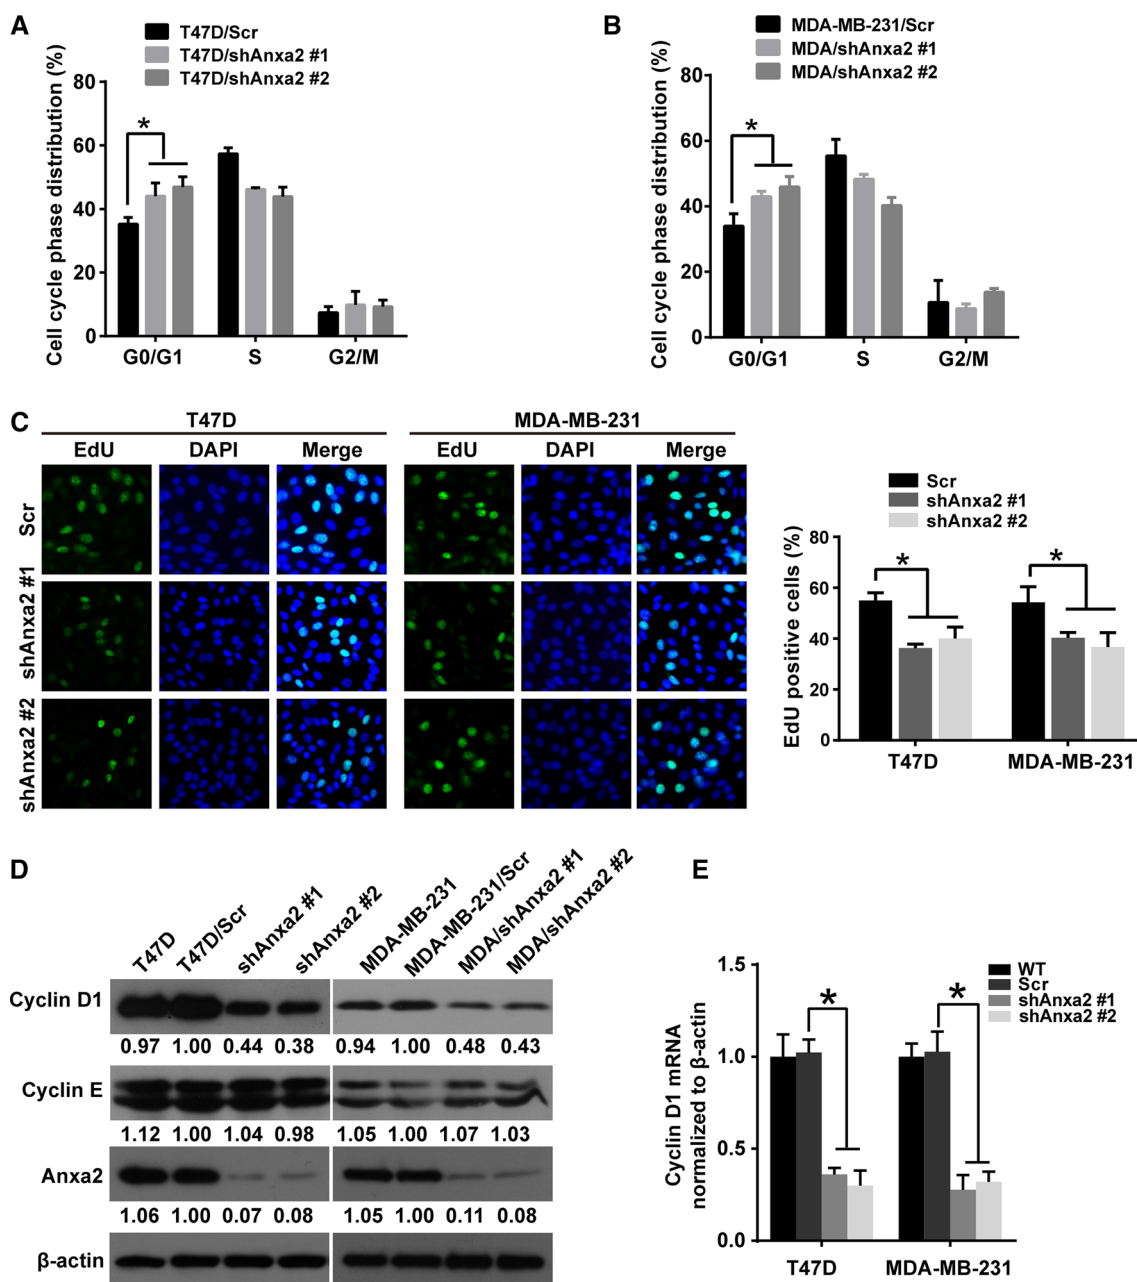 A
T47D/Scr
T47D/shAnxa2 #1
T47D/shAnxa2 #2
Cell cycle phase distribution (%)
80
60
40
20
0
*
G0/G1 S G2/M
B
MDA-MB-231/Scr
MDA/shAnxa2 #1
MDA/shAnxa2 #2
Cell cycle phase distribution (%)
80
60
40
20
0
*
G0/G1 S G2/M
C
T47D MDA-MB-231
EdU DAPI Merge EdU DAPI Merge
Scr
shAnxa2 #1
shAnxa2 #2
Scr
shAnxa2 #1
shAnxa2 #2
EdU positive cells (%)
80
60
40
20
0
* *
T47D MDA-MB-231
D
T47D T47D/Scr shAnxa2 #1 shAnxa2 #2 MDA-MB-231 MDA-MB-231/Scr MDA/shAnxa2 #1 MDA/shAnxa2 #2
Cyclin D1
0.97 1.00 0.44 0.38 0.94 1.00 0.48 0.43
Cyclin E
1.12 1.00 1.04 0.98 1.05 1.00 1.07 1.03
Anxa2
1.06 1.00 0.07 0.08 1.05 1.00 0.11 0.08
β-actin
E
WT
Scr
shAnxa2 #1
shAnxa2 #2
Cyclin D1 mRNA
normalized to β-actin
1.5
1.0
0.5
0.0
* *
T47D MDA-MB-231